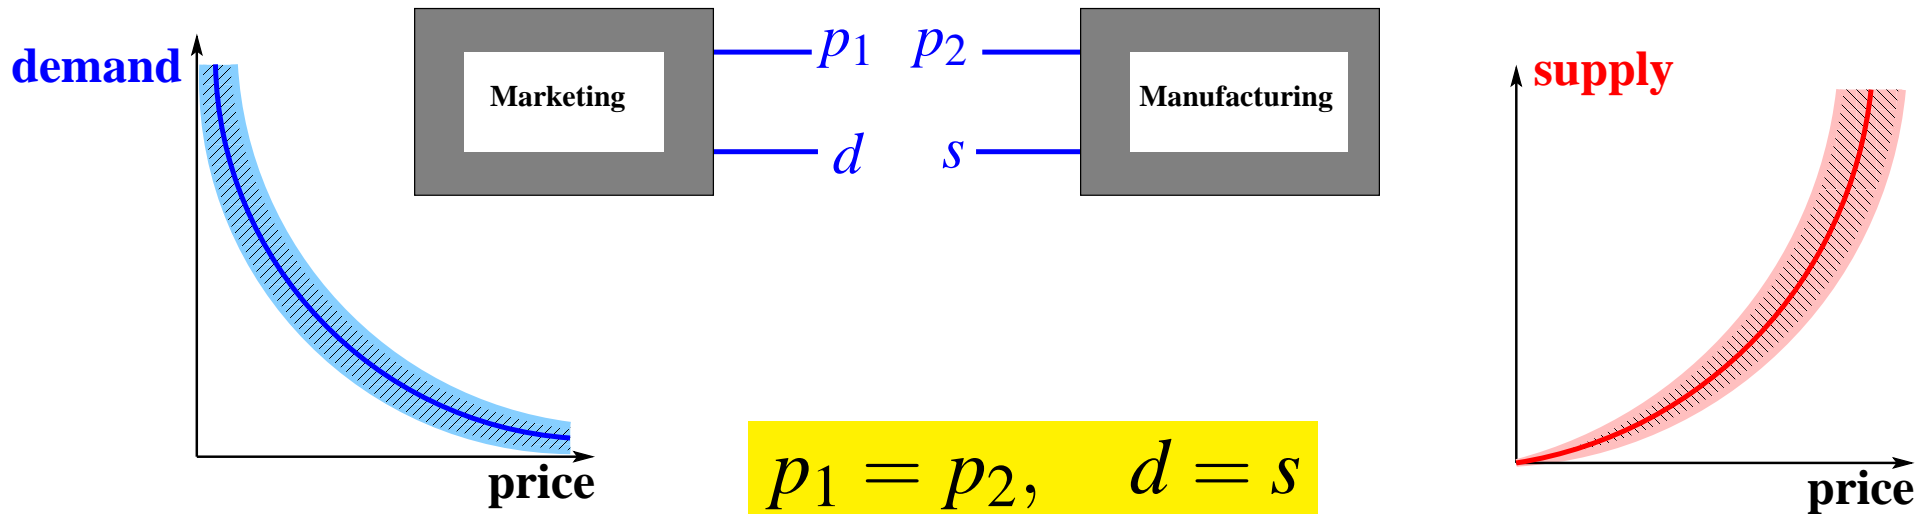 demand
price
Marketing
p₁
d
p₂
s
Manufacturing
supply
price
p₁ = p₂, d = s